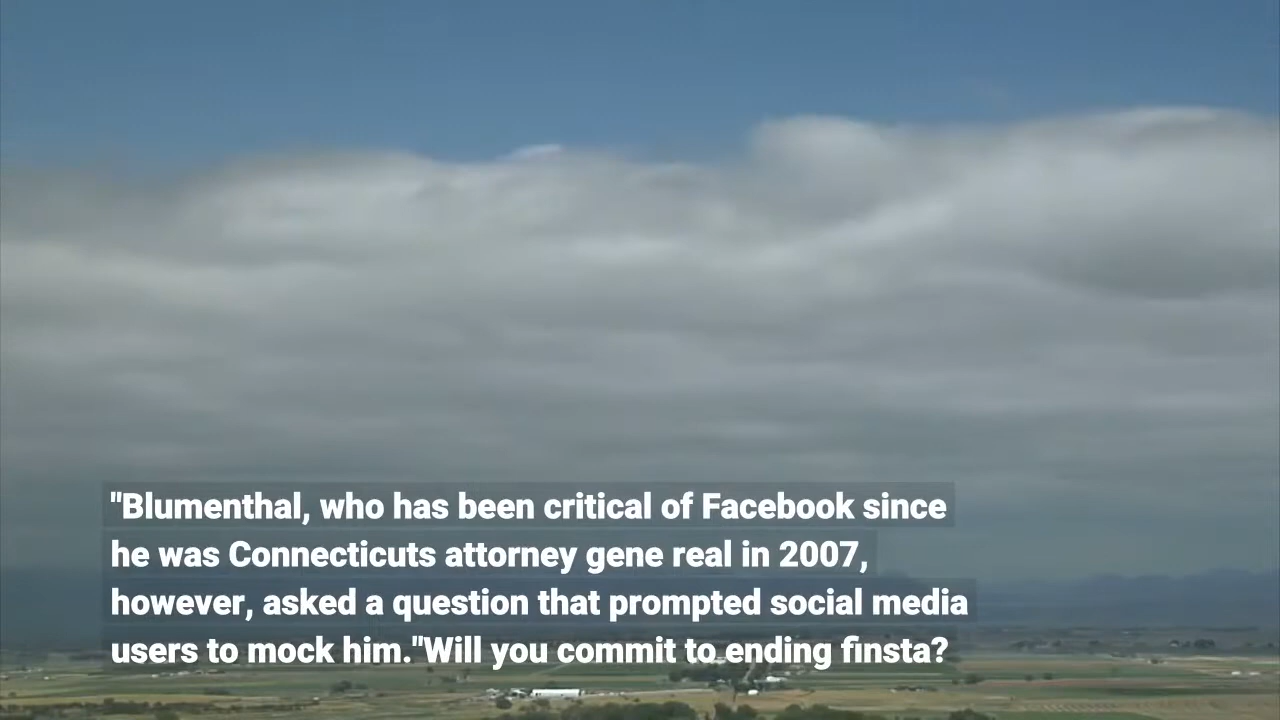 "Blumenthal, who has been critical of Facebook since
he was Connecticuts attorney gene real in 2007,
however, asked a question that prompted social media
users to mock him."Will you commit to ending finsta?